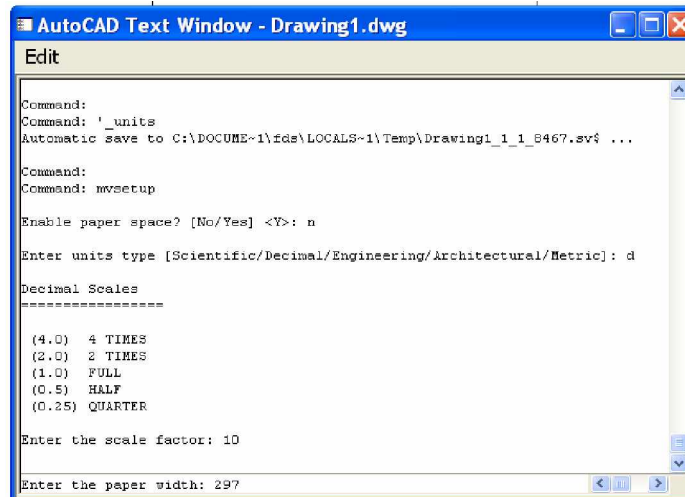 AutoCAD Text Window - Drawing1.dwg
Edit
Command:
Command: '_units
Automatic save to C:\DOCUME~1\fds\LOCALS~1\Temp\Drawing1_1_1_8467.sv$ ...
Command:
Command: mvsetup
Enable paper space? [No/Yes] <Y>: n
Enter units type [Scientific/Decimal/Engineering/Architectural/Metric]: d
Decimal Scales
=================
(4.0) 4 TIMES
(2.0) 2 TIMES
(1.0) FULL
(0.5) HALF
(0.25) QUARTER
Enter the scale factor: 10
Enter the paper width: 297